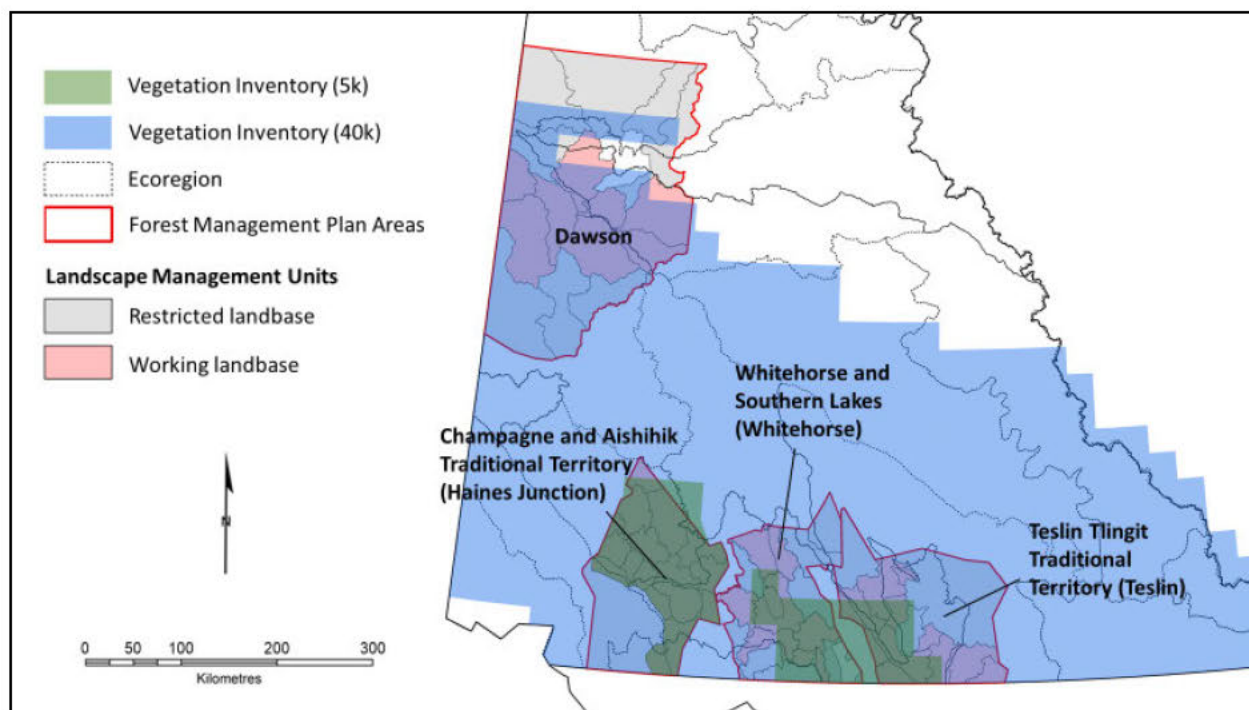 Vegetation Inventory (5k)
Vegetation Inventory (40k)
Ecoregion
Forest Management Plan Areas
Landscape Management Units
Restricted landbase
Working landbase
N
0 50 100 200 300
Kilometres
Dawson
Whitehorse and
Southern Lakes
(Whitehorse)
Champagne and Aishihik
Traditional Territory
(Haines Junction)
Teslin Tlingit
Traditional
Territory (Teslin)